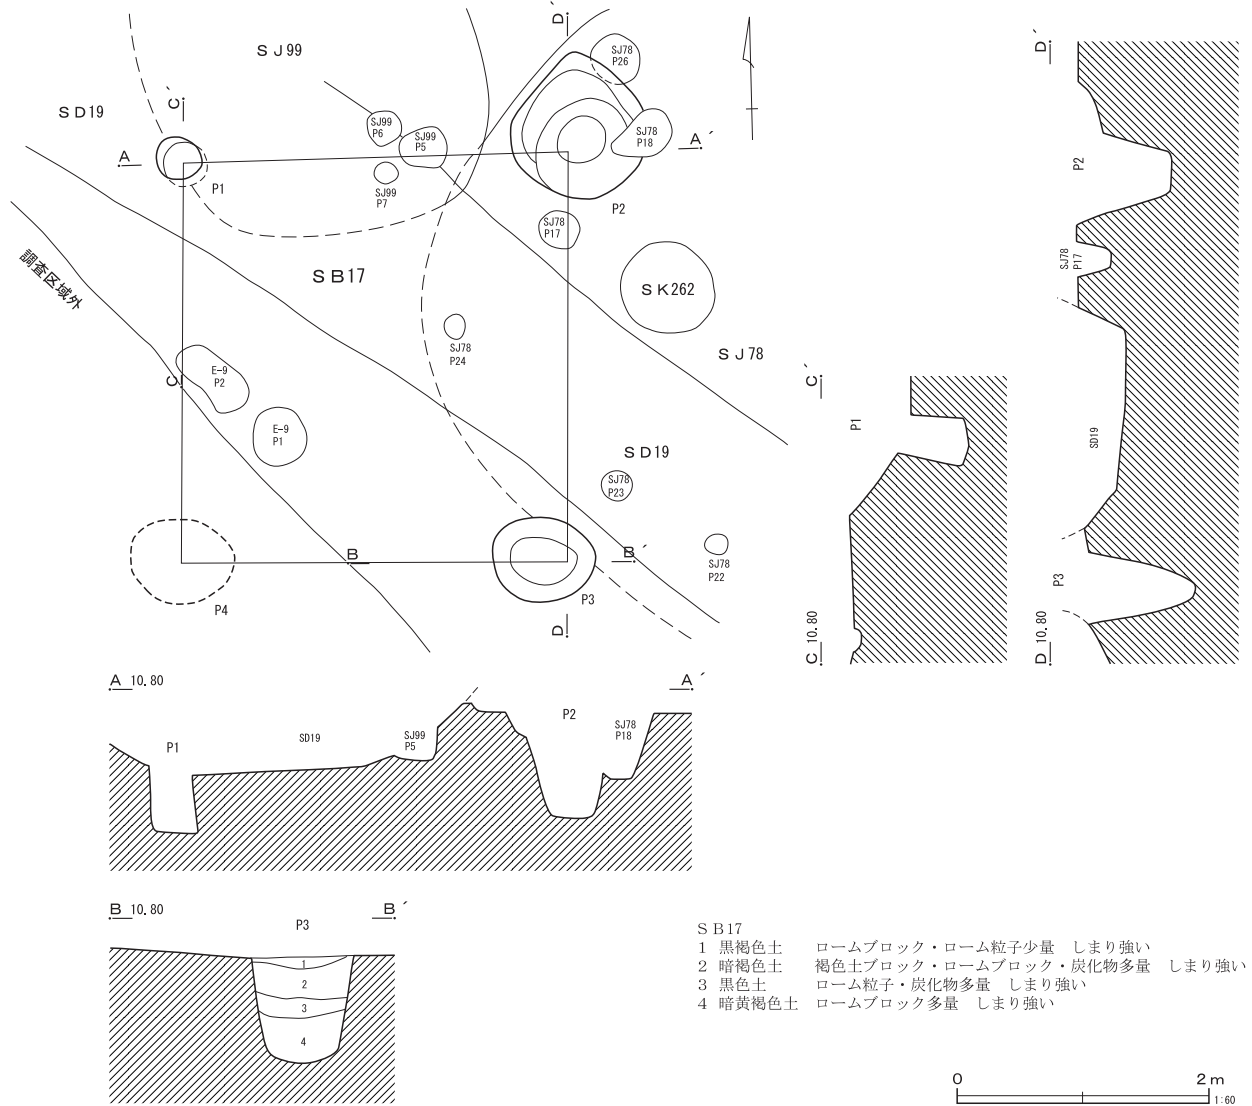 SJ99
D´
SJ78
P26
SD19
C´
SJ99
P6
SJ99
P5
SJ78
P18
A
A´
P1
SJ99
P7
P2
SJ78
P17
調査区域外
SB17
SK262
SJ78
P24
SJ78
E-9
P2
C
E-9
P1
SD19
SJ78
P23
B
B´
SJ78
P22
P4
P3
D
D´
P2
SJ78
P17
SD19
P3
D 10.80
C´
P1
C 10.80
A 10.80
A´
P1
SD19
SJ99
P5
P2
SJ78
P18
B 10.80
B´
P3
1
2
3
4
SB17
1 黒褐色土 ロームブロック・ローム粒子少量 しまり強い
2 暗褐色土 褐色土ブロック・ロームブロック・炭化物多量 しまり強い
3 黒色土 ローム粒子・炭化物多量 しまり強い
4 暗黄褐色土 ロームブロック多量 しまり強い
0 2m
1:60